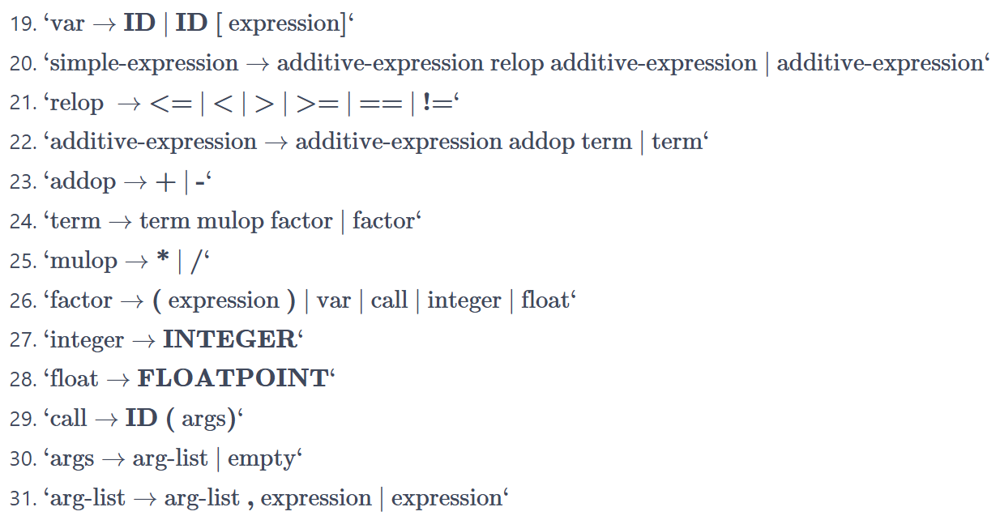 19. ‘var → ID | ID [ expression]‘
20. ‘simple-expression → additive-expression relop additive-expression | additive-expression‘
21. ‘relop → <= | < | > | >= | == | !=‘
22. ‘additive-expression → additive-expression addop term | term‘
23. ‘addop → + | -‘
24. ‘term → term mulop factor | factor‘
25. ‘mulop → * | /‘
26. ‘factor → ( expression ) | var | call | integer | float‘
27. ‘integer → INTEGER‘
28. ‘float → FLOATPOINT‘
29. ‘call → ID ( args)‘
30. ‘args → arg-list | empty‘
31. ‘arg-list → arg-list , expression | expression‘